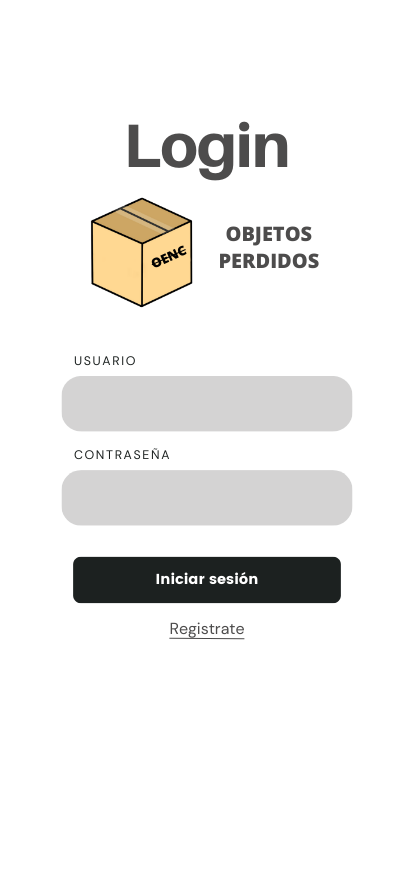 Login
OBJETOS
PERDIDOS
USUARIO
CONTRASEÑA
Iniciar sesión
Registrate